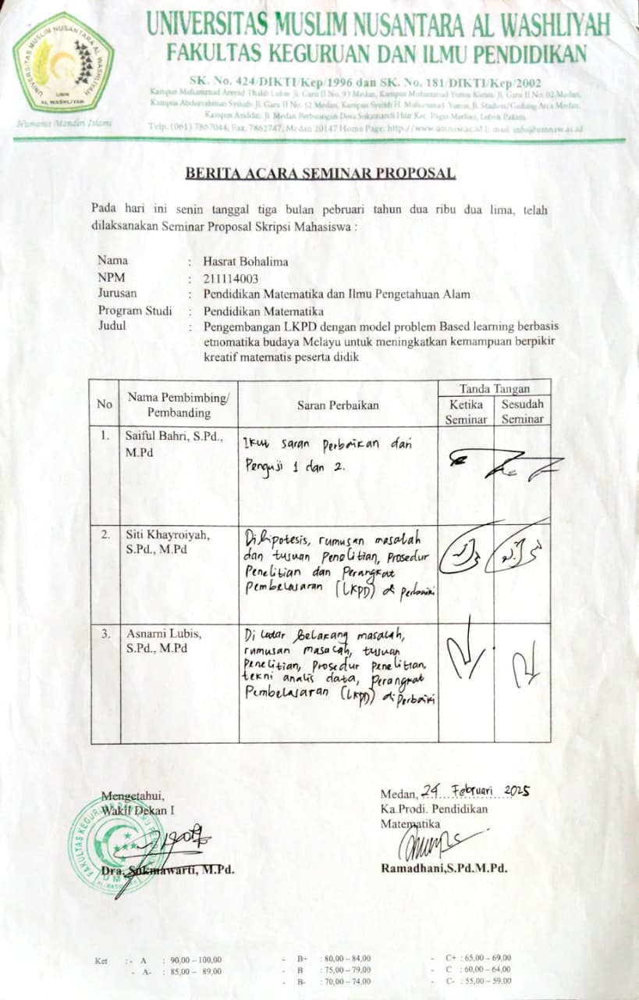 UNIVERSITAS MUSLIM NUSANTARA AL WASHLIYAH
FAKULTAS KEGURUAN DAN ILMU PENDIDIKAN
SK. No. 424/DIKTI/Kep/1996 dan SK. No. 181/DIKTI/Kep/2002
Kampus Muhammad Arsyad Thalib Lubis: Jl. Garu II No. 93 Medan, Kampus Muhammad Yunus Karim: Jl. Garu II No. 02 Medan,
Kampus Abdurrahman Syihab: Jl. Garu II No. 52 Medan, Kampus Syeikh H. Muhammad Yunus, Jl. Stadion/Gedung Arca Medan,
Kampus Aziddin: Jl. Medan Perbaungan Desa Sukamandi Hilir Kec. Pagar Merbau, Lubuk Pakam.
Telp. (061) 7867044, Fax. 7862747, Medan 20147 Home Page: http://www.umnaw.ac.id E-mail: info@umnaw.ac.id
UNIVERSITAS MUSLIM NUSANTARA AL WASHLIYAH
UMN
AL WASHLIYAH
Humanis Mandiri Islami
BERITA ACARA SEMINAR PROPOSAL
Pada hari ini senin tanggal tiga bulan pebruari tahun dua ribu dua lima, telah
dilaksanakan Seminar Proposal Skripsi Mahasiswa :
Nama : Hasrat Bohalima
NPM : 211114003
Jurusan : Pendidikan Matematika dan Ilmu Pengetahuan Alam
Program Studi : Pendidikan Matematika
Judul : Pengembangan LKPD dengan model problem Based learning berbasis
etnomatika budaya Melayu untuk meningkatkan kemampuan berpikir
kreatif matematis peserta didik
No Nama Pembimbing/ Pembanding Saran Perbaikan Tanda Tangan
Ketika Seminar Sesudah Seminar
1. Saiful Bahri, S.Pd., M.Pd
Ikut saran perbaikan dari
Penguji 1 dan 2.
2. Siti Khayroiyah, S.Pd., M.Pd
Di hipotesis, rumusan masalah
dan tujuan Penelitian, Prosedur
Penelitian dan Perangkat
Pembelajaran (LKPD) di perbaiki
3. Asnarni Lubis, S.Pd., M.Pd
Di latar belakang masalah,
rumusan masalah, tujuan
Penelitian, Prosedur penelitian,
tekni analis data, perangkat
Pembelajaran (LKPD) diperbaiki
Mengetahui,
Wakil Dekan I
Dra. Sukmawarti, M.Pd.
Medan, 24 Februari 2025
Ka.Prodi. Pendidikan
Matematika
Ramadhani,S.Pd.M.Pd.
Ket :- A : 90,00 – 100,00
- A- : 85,00 – 89,00
- B+ : 80,00 – 84,00
- B : 75,00 – 79,00
- B- : 70,00 – 74,00
- C+ : 65,00 – 69,00
- C : 60,00 – 64,00
- C- : 55,00 – 59,00